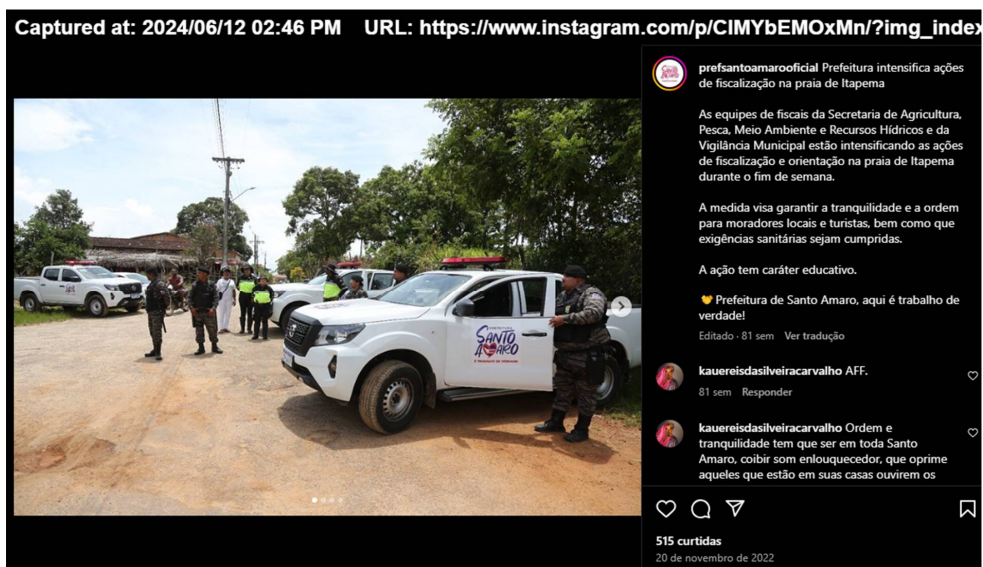 Captured at: 2024/06/12 02:46 PM URL: https://www.instagram.com/p/ClMYbEMOxMn/?img_index
prefsantoamarooficial Prefeitura intensifica ações
de fiscalização na praia de Itapema
As equipes de fiscais da Secretaria de Agricultura,
Pesca, Meio Ambiente e Recursos Hídricos e da
Vigilância Municipal estão intensificando as ações
de fiscalização e orientação na praia de Itapema
durante o fim de semana.
A medida visa garantir a tranquilidade e a ordem
para moradores locais e turistas, bem como que
exigências sanitárias sejam cumpridas.
A ação tem caráter educativo.
Prefeitura de Santo Amaro, aqui é trabalho de
verdade!
Editado · 81 sem Ver tradução
kauereisdasilveiracarvalho AFF.
81 sem Responder
kauereisdasilveiracarvalho Ordem e
tranquilidade tem que ser em toda Santo
Amaro, coibir som enlouquecedor, que oprime
aqueles que estão em suas casas ouvirem os
515 curtidas
20 de novembro de 2022
PREFEITURA
SANTO
AMARO